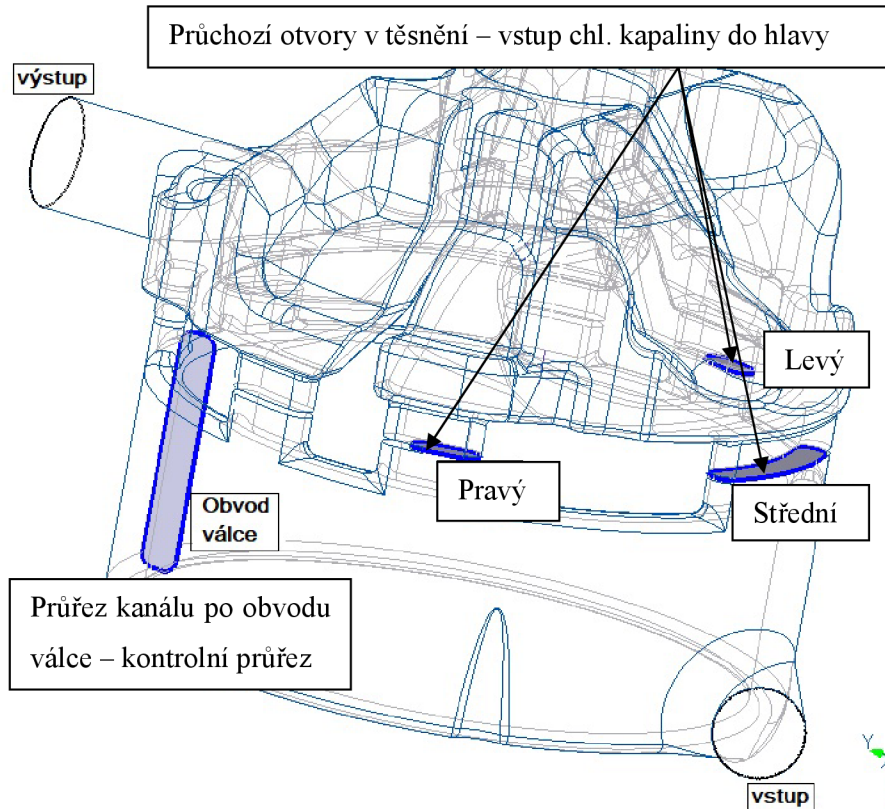 Průchozí otvory v těsnění – vstup chl. kapaliny do hlavy
výstup
Levý
Pravý
Střední
Obvod
válce
Průřez kanálu po obvodu
válce – kontrolní průřez
Y
vstup